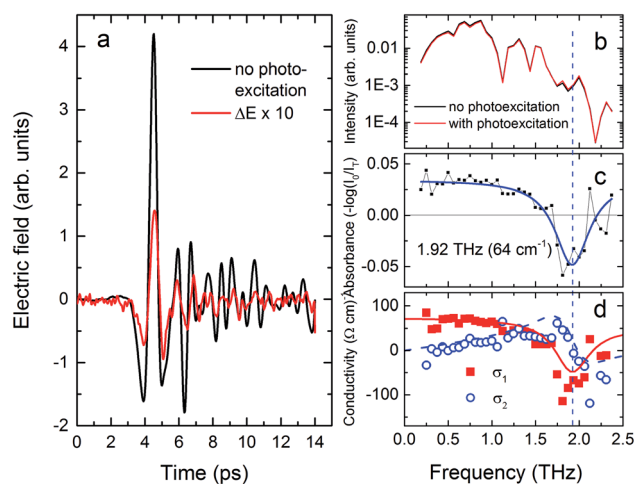 a
no photo-
excitation
ΔE x 10
Electric field (arb. units)
4
3
2
1
0
-1
-2
0 2 4 6 8 10 12 14
Time (ps)
b
Intensity (arb. units)
0.01
1E-3
1E-4
no photoexcitation
with photoexcitation
c
Absorbance (-log(I₀/I_T)
0.05
0.00
-0.05
1.92 THz (64 cm⁻¹)
d
Conductivity (Ω cm)⁻¹
100
0
-100
σ₁
σ₂
0.0 0.5 1.0 1.5 2.0 2.5
Frequency (THz)